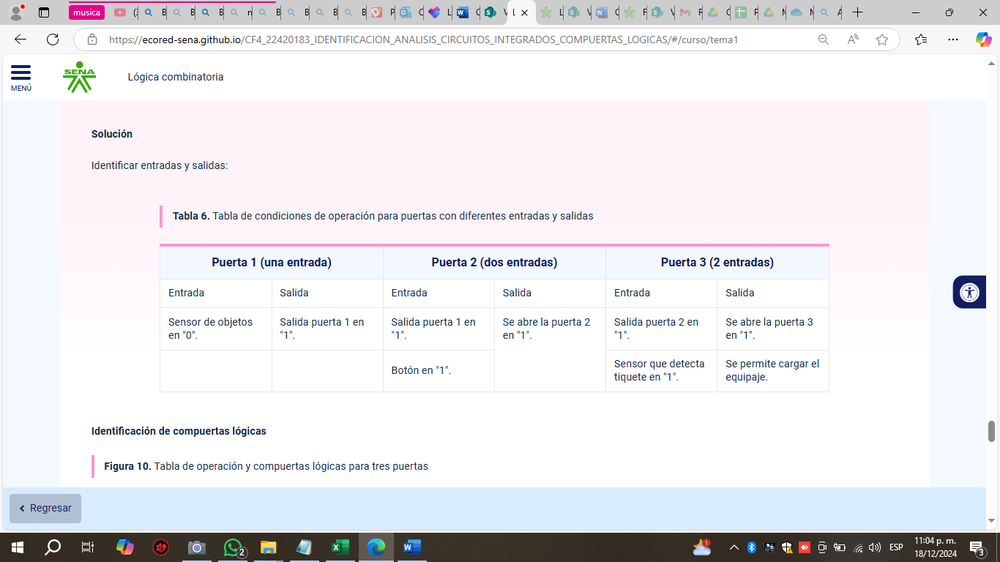 musica
https://ecored-sena.github.io/CF4_22420183_IDENTIFICACION_ANALISIS_CIRCUITOS_INTEGRADOS_COMPUERTAS_LOGICAS/#/curso/tema1
MENÚ
SENA
Lógica combinatoria
Solución
Identificar entradas y salidas:
Tabla 6. Tabla de condiciones de operación para puertas con diferentes entradas y salidas
Puerta 1 (una entrada) Puerta 2 (dos entradas) Puerta 3 (2 entradas)
Entrada Salida Entrada Salida Entrada Salida
Sensor de objetos Salida puerta 1 en Salida puerta 1 en Se abre la puerta 2 Salida puerta 2 en Se abre la puerta 3
en "0". "1". "1". en "1". "1". en "1".
Botón en "1". Sensor que detecta Se permite cargar el
tiquete en "1". equipaje.
Identificación de compuertas lógicas
Figura 10. Tabla de operación y compuertas lógicas para tres puertas
Regresar
2
1
ESP
11:04 p. m.
18/12/2024
3